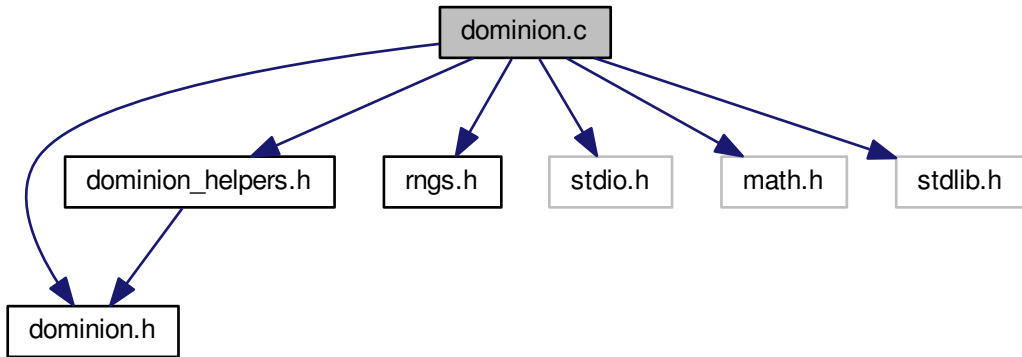 dominion.c
dominion_helpers.h
rngs.h
stdio.h
math.h
stdlib.h
dominion.h